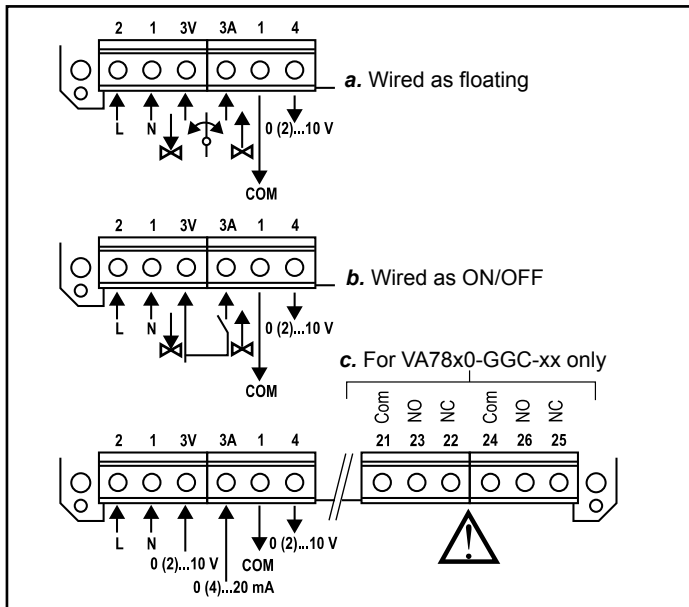 2 1 3V 3A 1 4
a. Wired as floating
L N 0 (2)...10 V
COM
2 1 3V 3A 1 4
b. Wired as ON/OFF
L N 0 (2)...10 V
COM
c. For VA78x0-GGC-xx only
Com NO NC Com NO NC
2 1 3V 3A 1 4 21 23 22 24 26 25
L N 0 (2)...10 V COM 0 (2)...10 V
0 (4)...20 mA
!